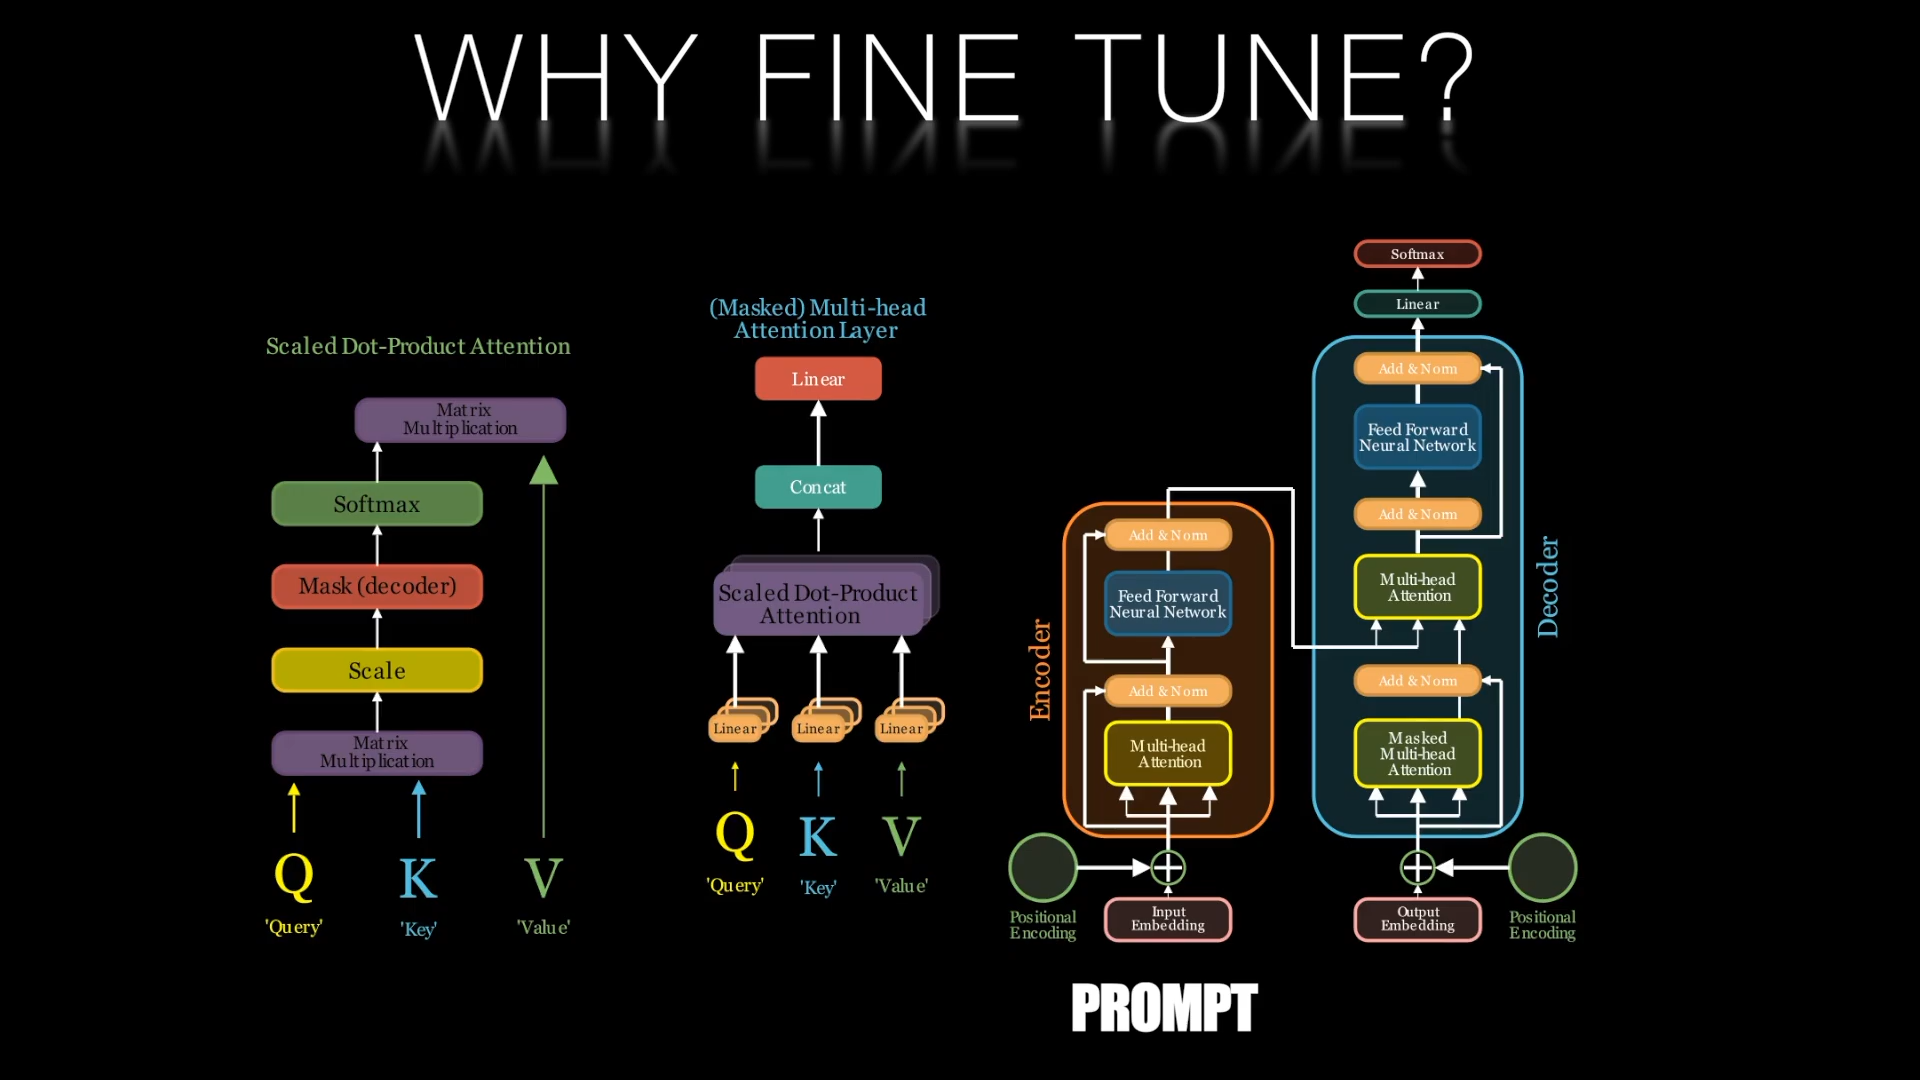 WHY FINE TUNE?
Scaled Dot-Product Attention
Matrix
Multiplication
Softmax
Mask (decoder)
Scale
Matrix
Multiplication
Q
K
V
'Query'
'Key'
'Value'
(Masked) Multi-head
Attention Layer
Linear
Concat
Scaled Dot-Product
Attention
Linear
Linear
Linear
Q
K
V
'Query'
'Key'
'Value'
Encoder
Add & Norm
Feed Forward
Neural Network
Add & Norm
Multi-head
Attention
Positional
Encoding
Input
Embedding
Softmax
Linear
Decoder
Add & Norm
Feed Forward
Neural Network
Add & Norm
Multi-head
Attention
Add & Norm
Masked
Multi-head
Attention
Output
Embedding
Positional
Encoding
PROMPT